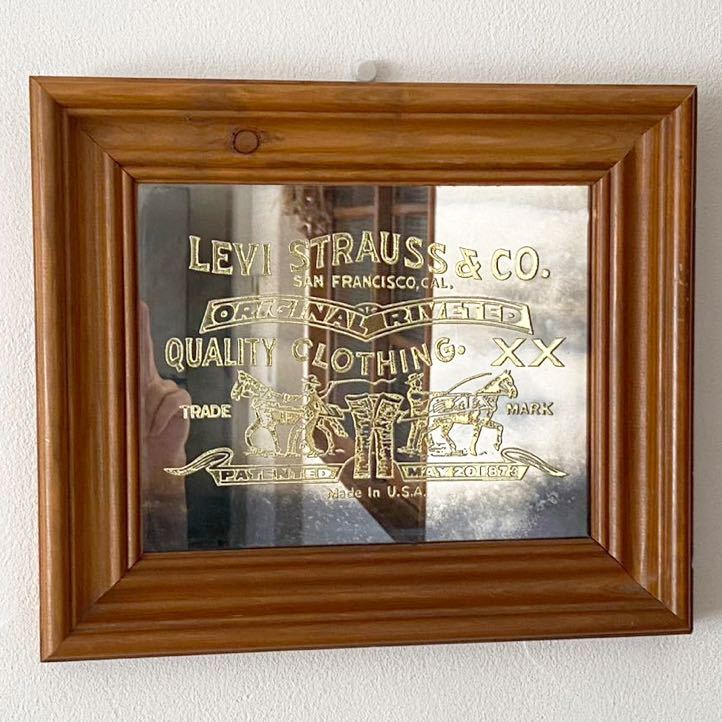 LEVI STRAUSS & CO.
SAN FRANCISCO, CAL.
ORIGINAL RIVETED
QUALITY CLOTHING. XX
TRADE MARK
PATENTED MAY 20 1873
Made in U.S.A.